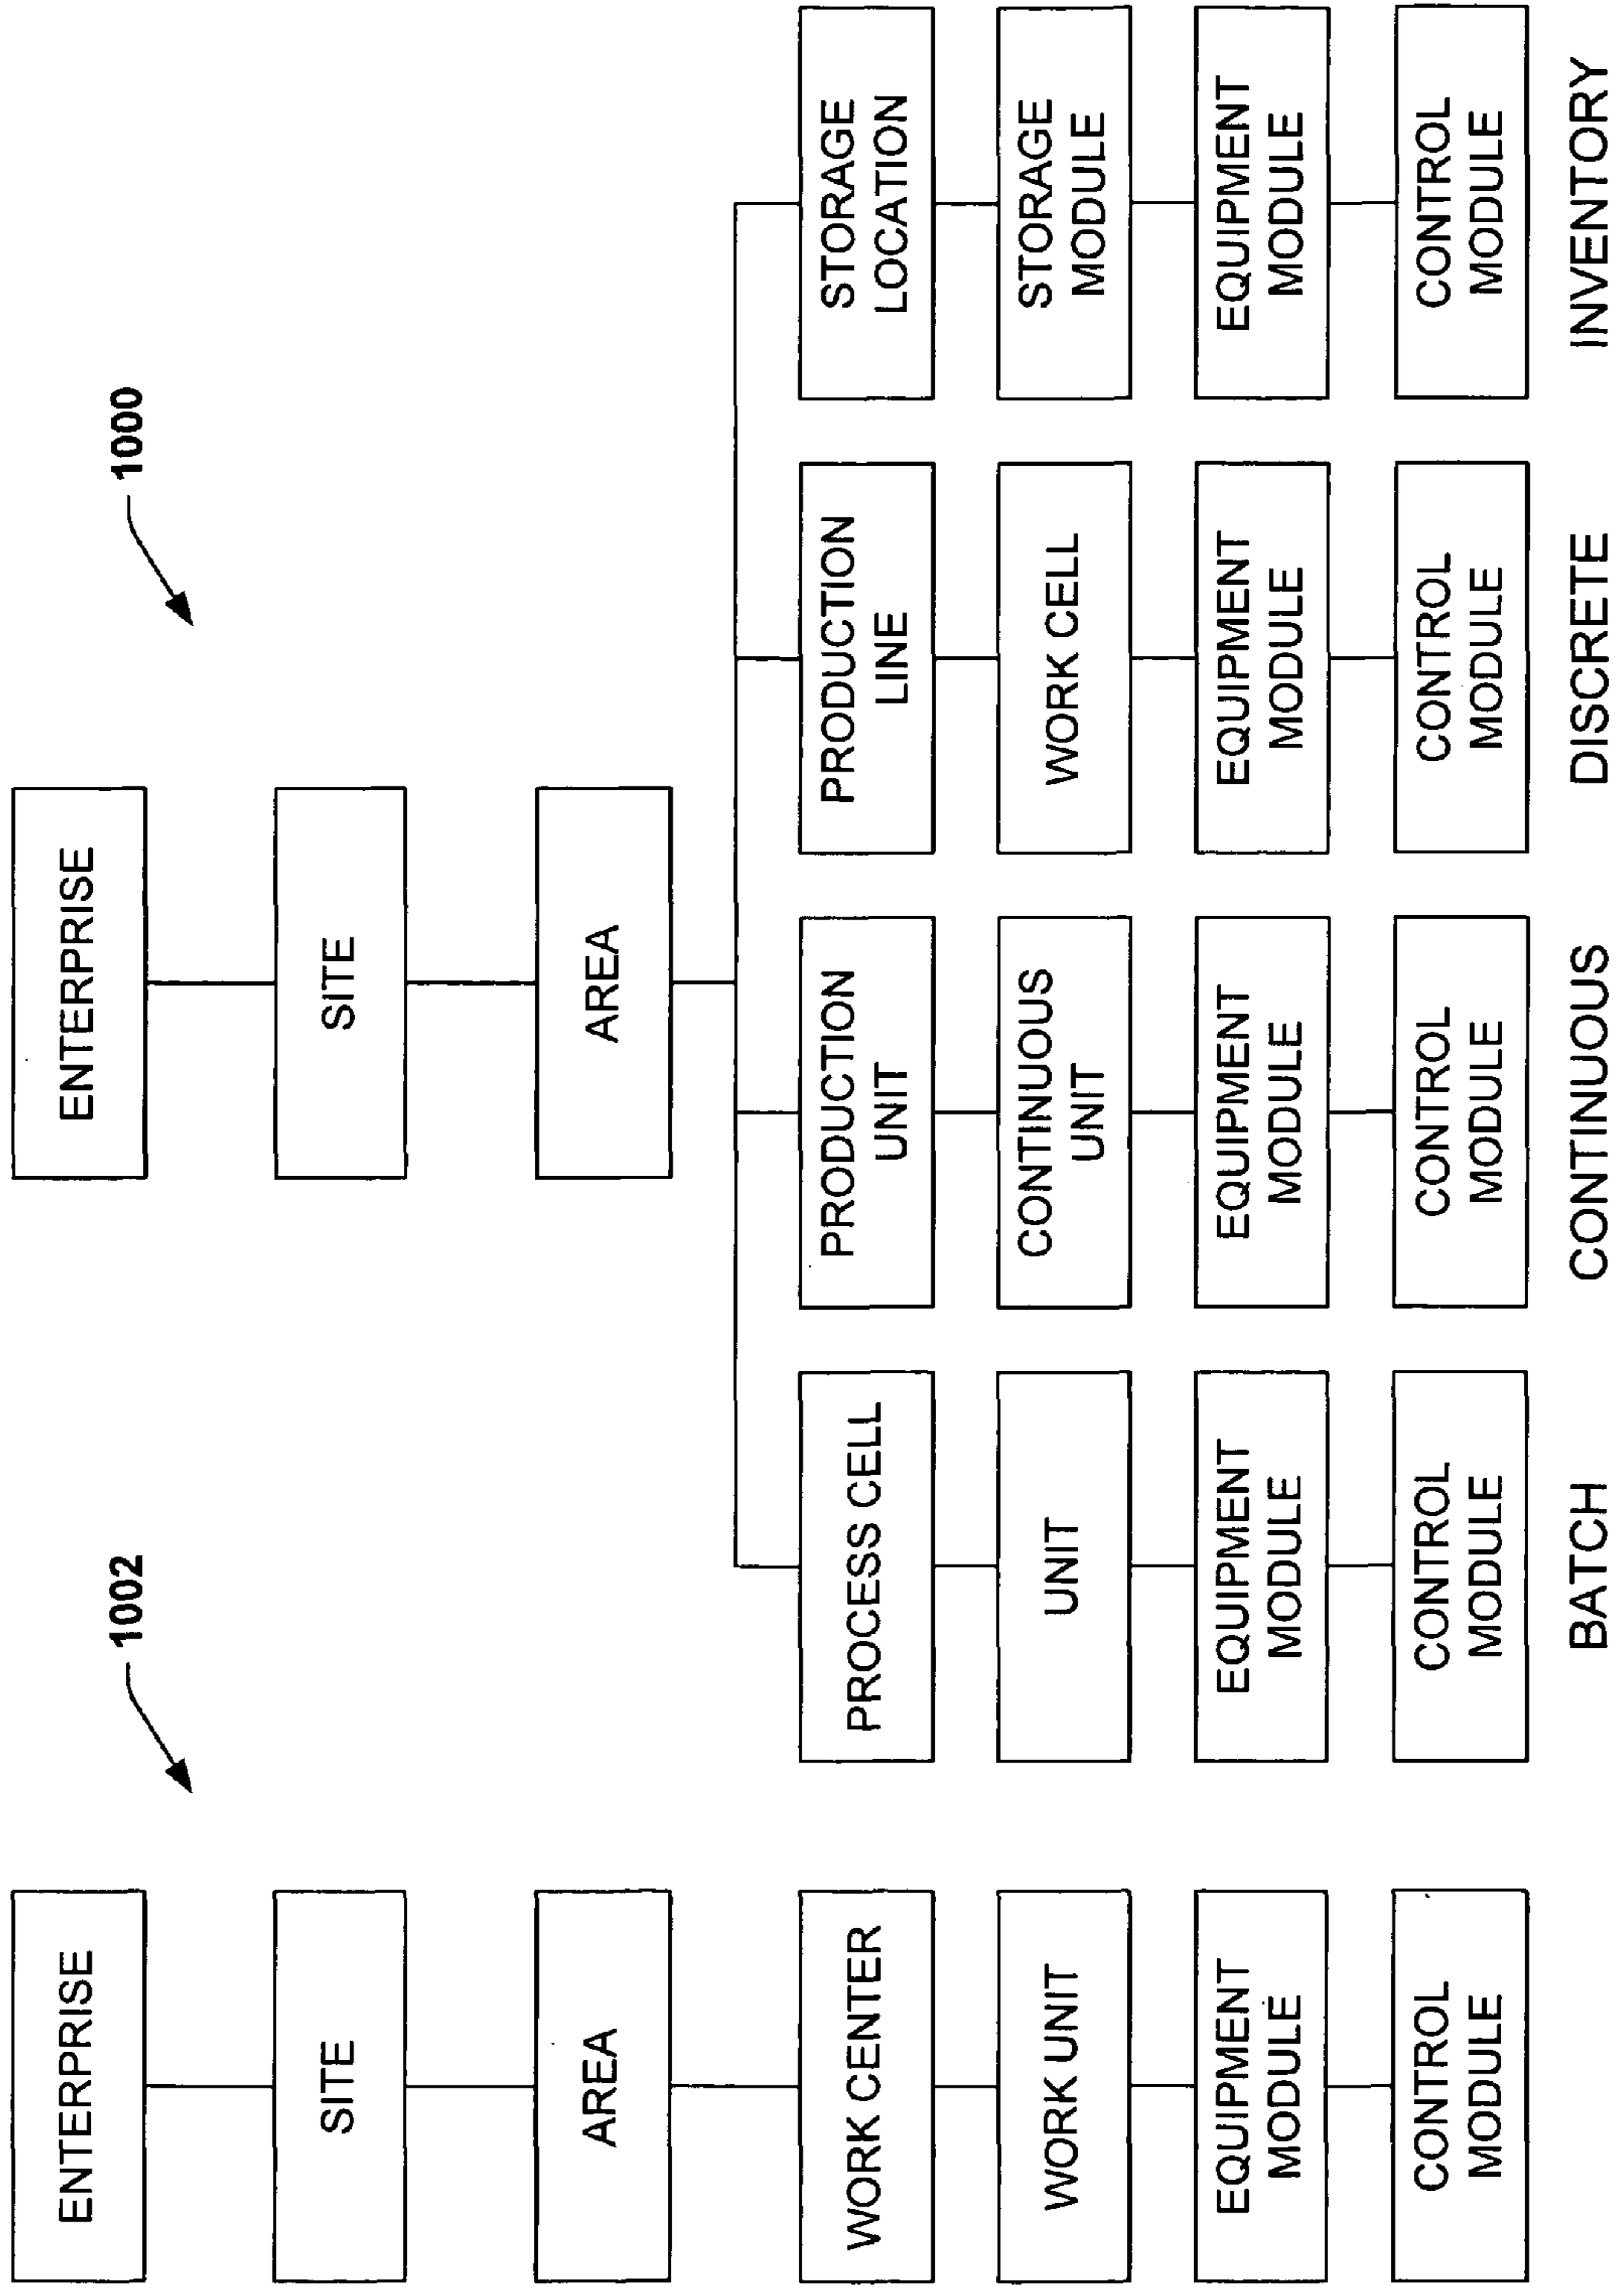 1002
ENTERPRISE
SITE
AREA
WORK CENTER
WORK UNIT
EQUIPMENT
MODULE
CONTROL
MODULE
1000
ENTERPRISE
SITE
AREA
PROCESS CELL
UNIT
EQUIPMENT
MODULE
CONTROL
MODULE
BATCH
PRODUCTION
UNIT
CONTINUOUS
UNIT
EQUIPMENT
MODULE
CONTROL
MODULE
CONTINUOUS
PRODUCTION
LINE
WORK CELL
EQUIPMENT
MODULE
CONTROL
MODULE
DISCRETE
STORAGE
LOCATION
STORAGE
MODULE
EQUIPMENT
MODULE
CONTROL
MODULE
INVENTORY